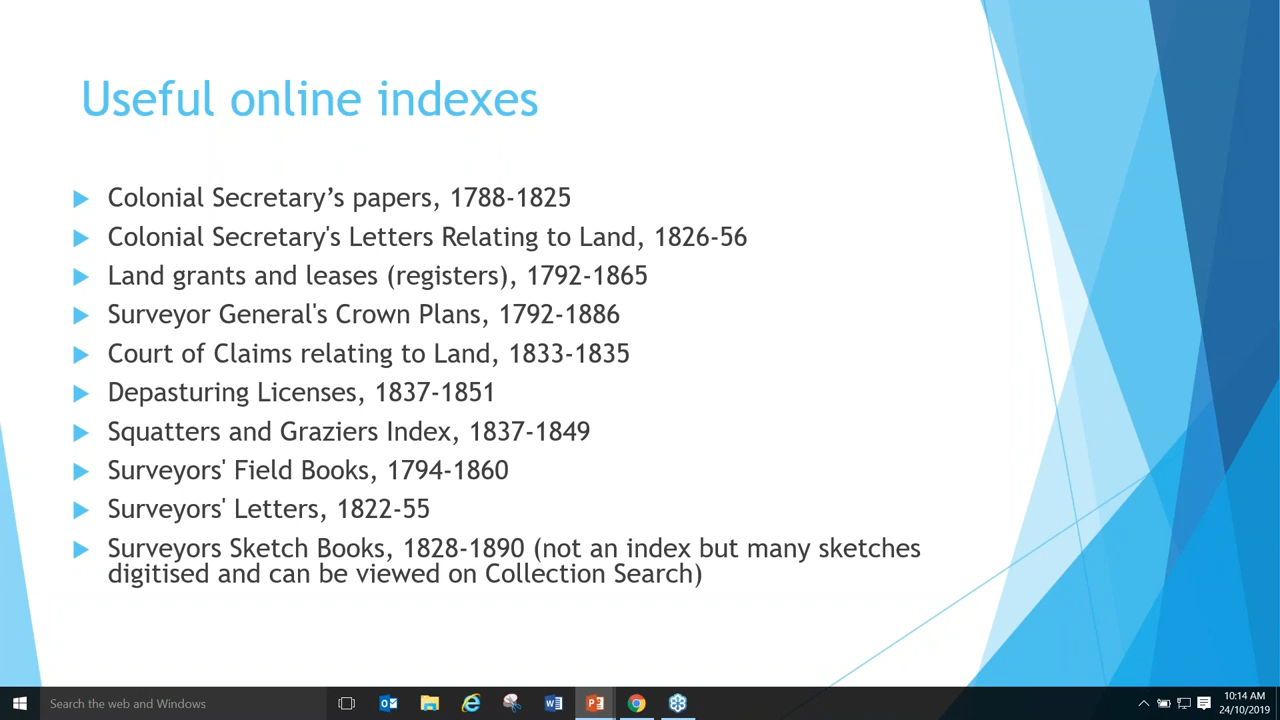 Useful online indexes
Colonial Secretary’s papers, 1788-1825
Colonial Secretary's Letters Relating to Land, 1826-56
Land grants and leases (registers), 1792-1865
Surveyor General's Crown Plans, 1792-1886
Court of Claims relating to Land, 1833-1835
Depasturing Licenses, 1837-1851
Squatters and Graziers Index, 1837-1849
Surveyors' Field Books, 1794-1860
Surveyors' Letters, 1822-55
Surveyors Sketch Books, 1828-1890 (not an index but many sketches
digitised and can be viewed on Collection Search)
Search the web and Windows
10:14 AM
24/10/2019